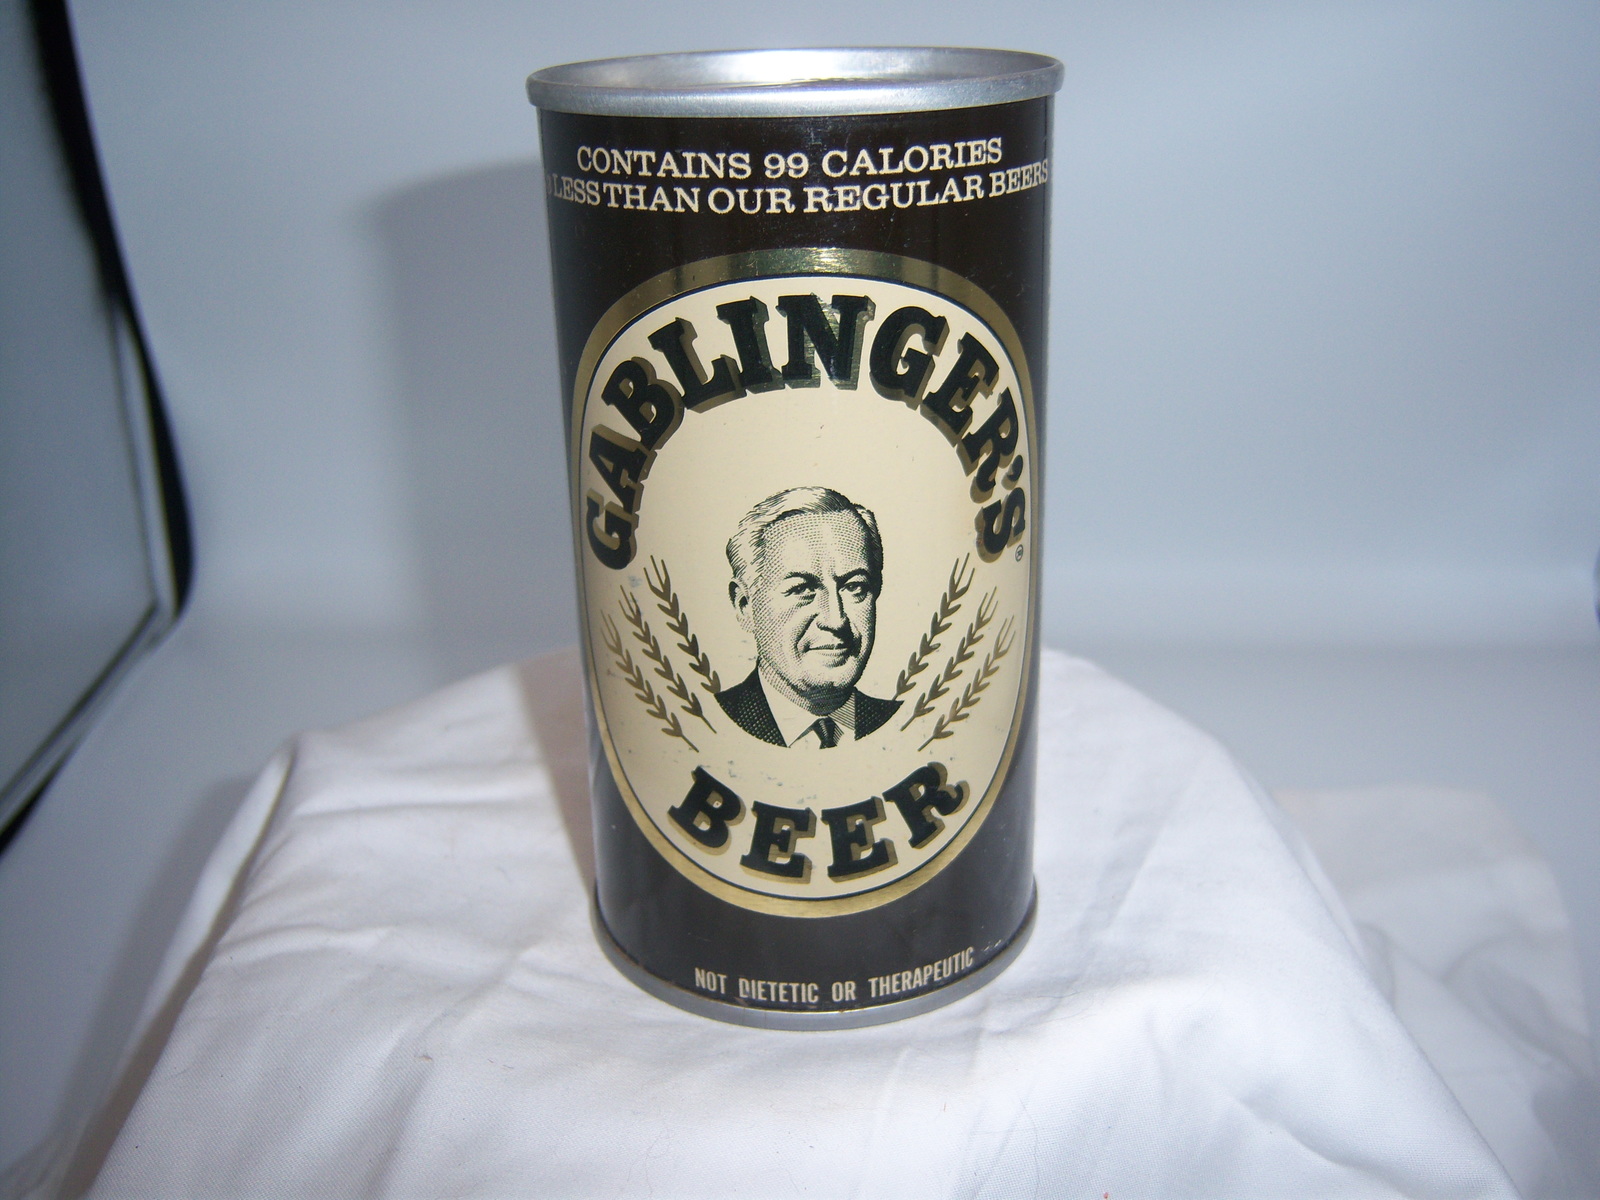 CONTAINS 99 CALORIES
LESS THAN OUR REGULAR BEERS
GABLINGER'S ®
BEER
NOT DIETETIC OR THERAPEUTIC